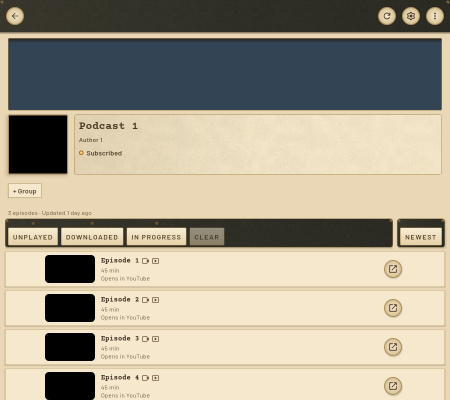 Podcast 1
Author 1
Subscribed
+ Group
3 episodes · Updated 1 day ago
UNPLAYED DOWNLOADED IN PROGRESS CLEAR NEWEST
Episode 1
45 min
Opens in YouTube
Episode 2
45 min
Opens in YouTube
Episode 3
45 min
Opens in YouTube
Episode 4
45 min
Opens in YouTube